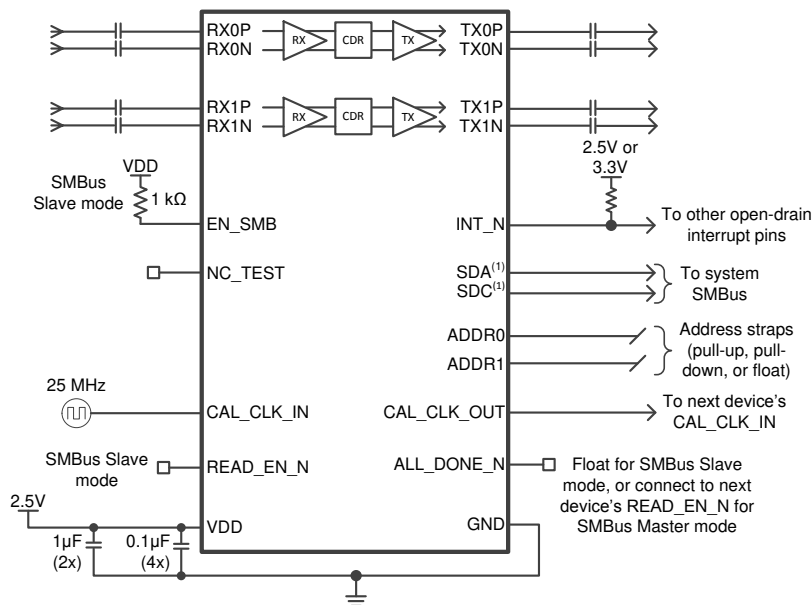 RX0P
RX0N
RX
CDR
TX
TX0P
TX0N
RX1P
RX1N
RX
CDR
TX
TX1P
TX1N
VDD
SMBus
Slave mode
1 kΩ
EN_SMB
2.5V or
3.3V
INT_N
To other open-drain
interrupt pins
NC_TEST
SDA(1)
SDC(1)
To system
SMBus
ADDR0
ADDR1
Address straps
(pull-up, pull-
down, or float)
25 MHz
CAL_CLK_IN
CAL_CLK_OUT
To next device's
CAL_CLK_IN
SMBus Slave
mode
READ_EN_N
ALL_DONE_N
Float for SMBus Slave
mode, or connect to next
device's READ_EN_N for
SMBus Master mode
2.5V
VDD
GND
1µF
(2x)
0.1µF
(4x)